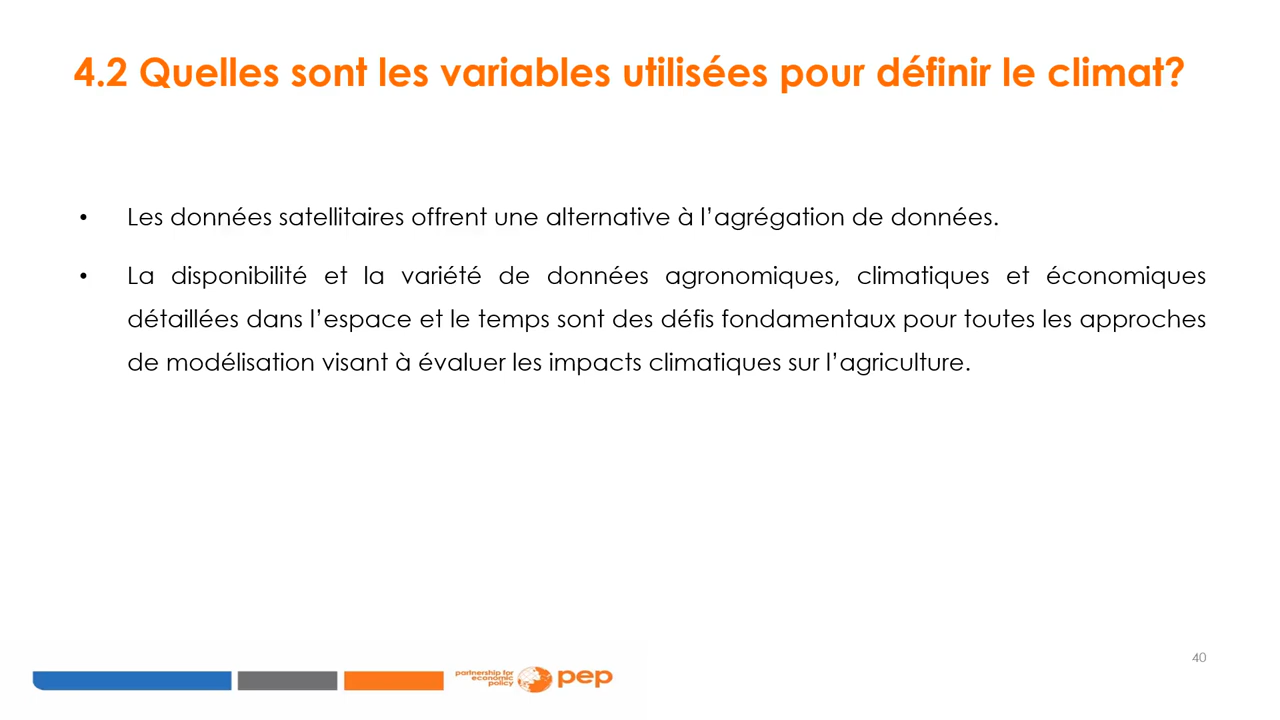 4.2 Quelles sont les variables utilisées pour définir le climat?
• Les données satellitaires offrent une alternative à l’agrégation de données.
• La disponibilité et la variété de données agronomiques, climatiques et économiques
détaillées dans l’espace et le temps sont des défis fondamentaux pour toutes les approches
de modélisation visant à évaluer les impacts climatiques sur l’agriculture.
40
partnership for
economic
policy
pep